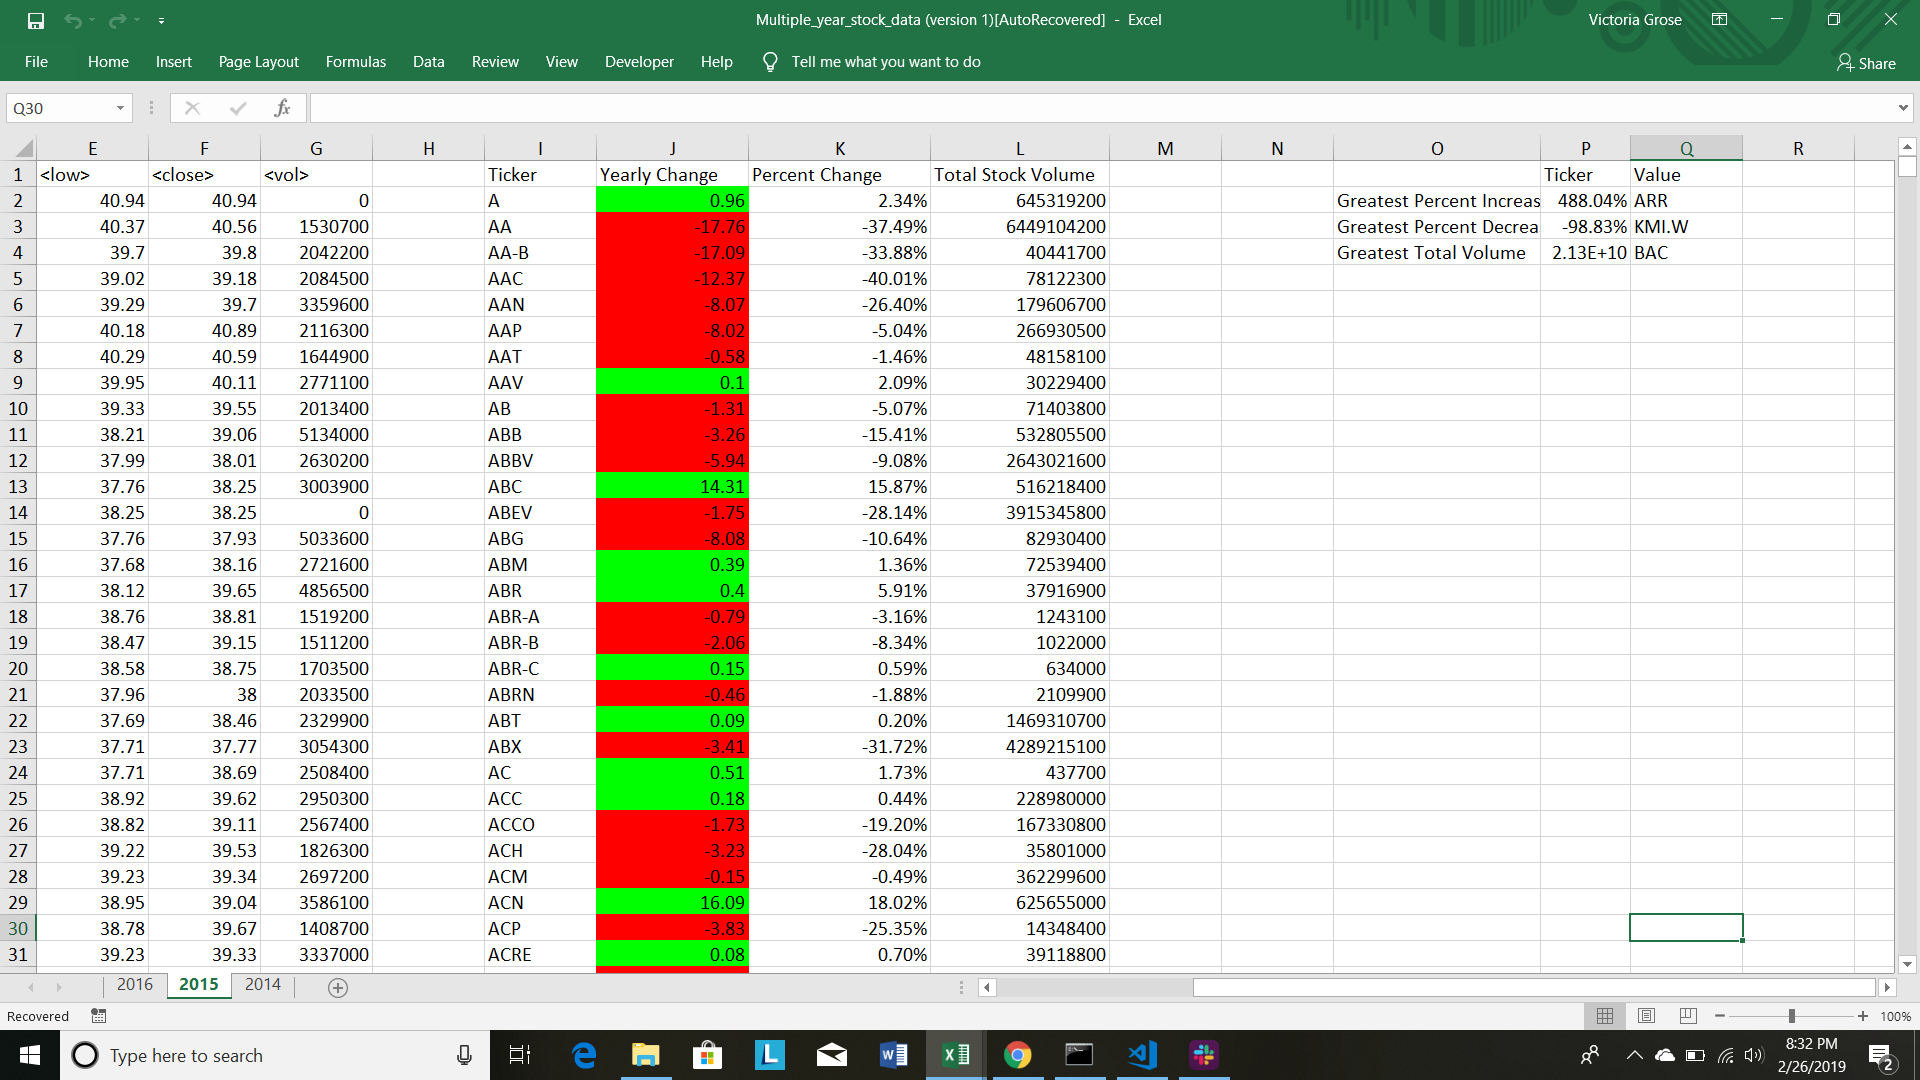 Multiple_year_stock_data (version 1)[AutoRecovered] - Excel
Victoria Grose
File Home Insert Page Layout Formulas Data Review View Developer Help Tell me what you want to do
Share
Q30
fx
E F G H I J K L M N O P Q R
1 <low> <close> <vol> Ticker Yearly Change Percent Change Total Stock Volume Ticker Value
2 40.94 40.94 0 A 0.96 2.34% 645319200 Greatest Percent Increas 488.04% ARR
3 40.37 40.56 1530700 AA -17.76 -37.49% 6449104200 Greatest Percent Decrea -98.83% KMI.W
4 39.7 39.8 2042200 AA-B -17.09 -33.88% 40441700 Greatest Total Volume 2.13E+10 BAC
5 39.02 39.18 2084500 AAC -12.37 -40.01% 78122300
6 39.29 39.7 3359600 AAN -8.07 -26.40% 179606700
7 40.18 40.89 2116300 AAP -8.02 -5.04% 266930500
8 40.29 40.59 1644900 AAT -0.58 -1.46% 48158100
9 39.95 40.11 2771100 AAV 0.1 2.09% 30229400
10 39.33 39.55 2013400 AB -1.31 -5.07% 71403800
11 38.21 39.06 5134000 ABB -3.26 -15.41% 532805500
12 37.99 38.01 2630200 ABBV -5.94 -9.08% 2643021600
13 37.76 38.25 3003900 ABC 14.31 15.87% 516218400
14 38.25 38.25 0 ABEV -1.75 -28.14% 3915345800
15 37.76 37.93 5033600 ABG -8.08 -10.64% 82930400
16 37.68 38.16 2721600 ABM 0.39 1.36% 72539400
17 38.12 39.65 4856500 ABR 0.4 5.91% 37916900
18 38.76 38.81 1519200 ABR-A -0.79 -3.16% 1243100
19 38.47 39.15 1511200 ABR-B -2.06 -8.34% 1022000
20 38.58 38.75 1703500 ABR-C 0.15 0.59% 634000
21 37.96 38 2033500 ABRN -0.46 -1.88% 2109900
22 37.69 38.46 2329900 ABT 0.09 0.20% 1469310700
23 37.71 37.77 3054300 ABX -3.41 -31.72% 4289215100
24 37.71 38.69 2508400 AC 0.51 1.73% 437700
25 38.92 39.62 2950300 ACC 0.18 0.44% 228980000
26 38.82 39.11 2567400 ACCO -1.73 -19.20% 167330800
27 39.22 39.53 1826300 ACH -3.23 -28.04% 35801000
28 39.23 39.34 2697200 ACM -0.15 -0.49% 362299600
29 38.95 39.04 3586100 ACN 16.09 18.02% 625655000
30 38.78 39.67 1408700 ACP -3.83 -25.35% 14348400
31 39.23 39.33 3337000 ACRE 0.08 0.70% 39118800
2016 2015 2014
Recovered
100%
Type here to search
8:32 PM
2/26/2019
2